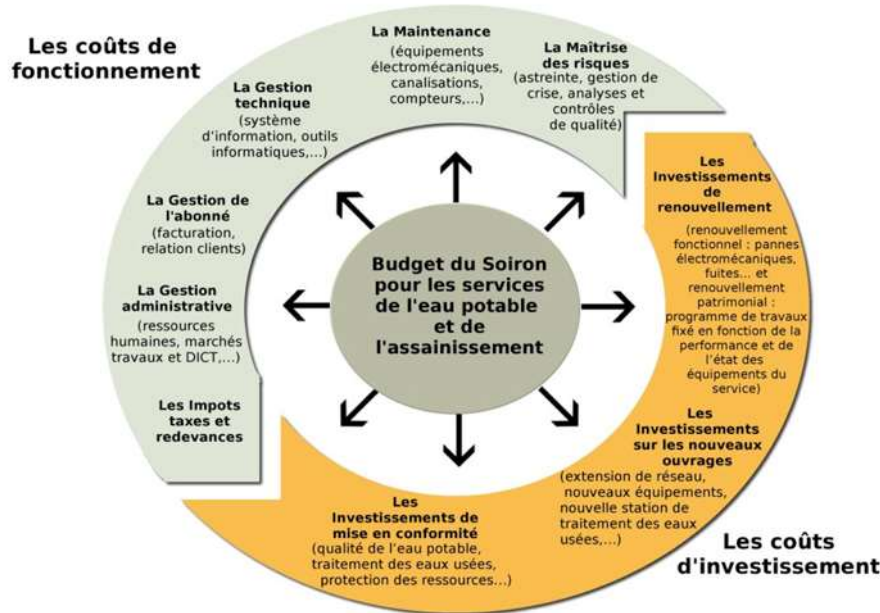 Les coûts de
fonctionnement
La Maintenance
(équipements
électromécaniques,
canalisations,
compteurs,...)
La Maîtrise
des risques
(astreinte, gestion de
crise, analyses et
contrôles
de qualité)
La Gestion
technique
(système
d'information, outils
informatiques,...)
La Gestion de
l'abonné
(facturation,
relation clients)
La Gestion
administrative
(ressources
humaines, marchés
travaux et DICT,...)
Les Impots
taxes et
redevances
Budget du Soiron
pour les services
de l'eau potable
et de
l'assainissement
Les
Investissements
de
renouvellement
(renouvellement
fonctionnel : pannes
électromécaniques,
fuites... et
renouvellement
patrimonial :
programme de travaux
fixé en fonction de la
performance et de
l'état des
équipements du
service)
Les
Investissements
sur les nouveaux
ouvrages
(extension de réseau,
nouveaux équipements,
nouvelle station de
traitement des eaux
usées,...)
Les
Investissements de
mise en conformité
(qualité de l'eau potable,
traitement des eaux usées,
protection des ressources...)
Les coûts
d'investissement